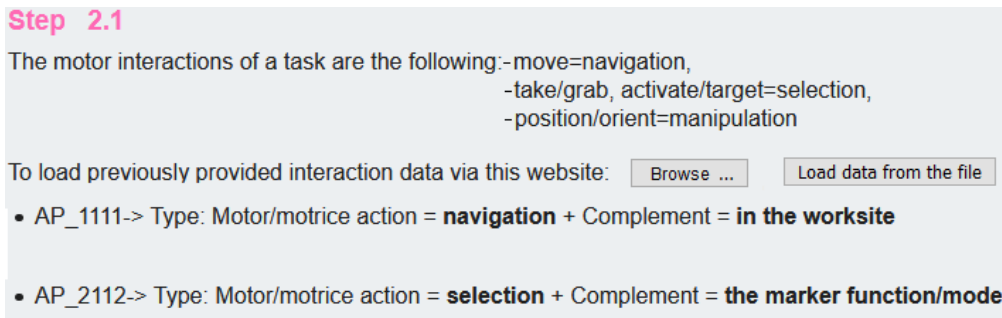 Step 2.1
The motor interactions of a task are the following:-move=navigation,
-take/grab, activate/target=selection,
-position/orient=manipulation
To load previously provided interaction data via this website: Browse ... Load data from the file
• AP_1111-> Type: Motor/motrice action = navigation + Complement = in the worksite
• AP_2112-> Type: Motor/motrice action = selection + Complement = the marker function/mode